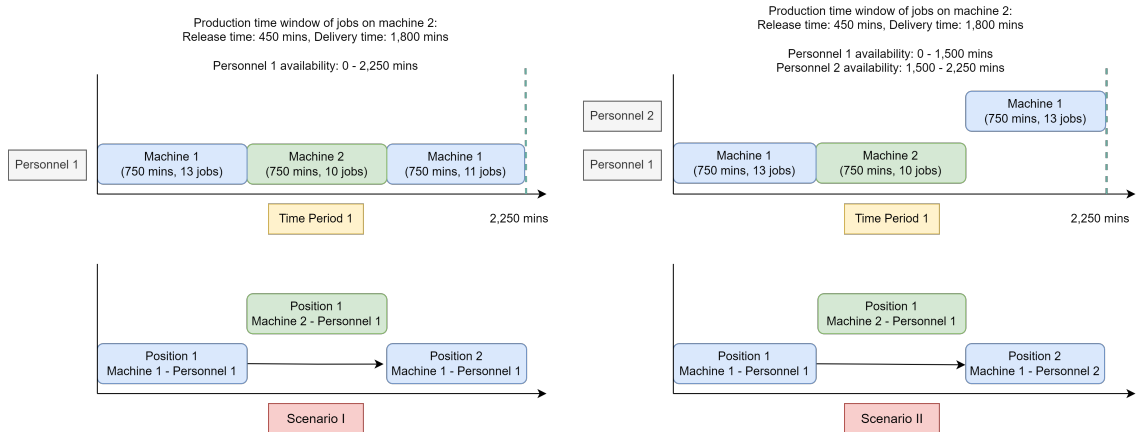 Production time window of jobs on machine 2:
Release time: 450 mins, Delivery time: 1,800 mins
Personnel 1 availability: 0 - 2,250 mins
Personnel 1
Machine 1
(750 mins, 13 jobs)
Machine 2
(750 mins, 10 jobs)
Machine 1
(750 mins, 11 jobs)
Time Period 1
2,250 mins
Position 1
Machine 2 - Personnel 1
Position 1
Machine 1 - Personnel 1
Position 2
Machine 1 - Personnel 1
Scenario I
Production time window of jobs on machine 2:
Release time: 450 mins, Delivery time: 1,800 mins
Personnel 1 availability: 0 - 1,500 mins
Personnel 2 availability: 1,500 - 2,250 mins
Personnel 2
Machine 1
(750 mins, 13 jobs)
Personnel 1
Machine 1
(750 mins, 13 jobs)
Machine 2
(750 mins, 10 jobs)
Time Period 1
2,250 mins
Position 1
Machine 2 - Personnel 1
Position 1
Machine 1 - Personnel 1
Position 2
Machine 1 - Personnel 2
Scenario II